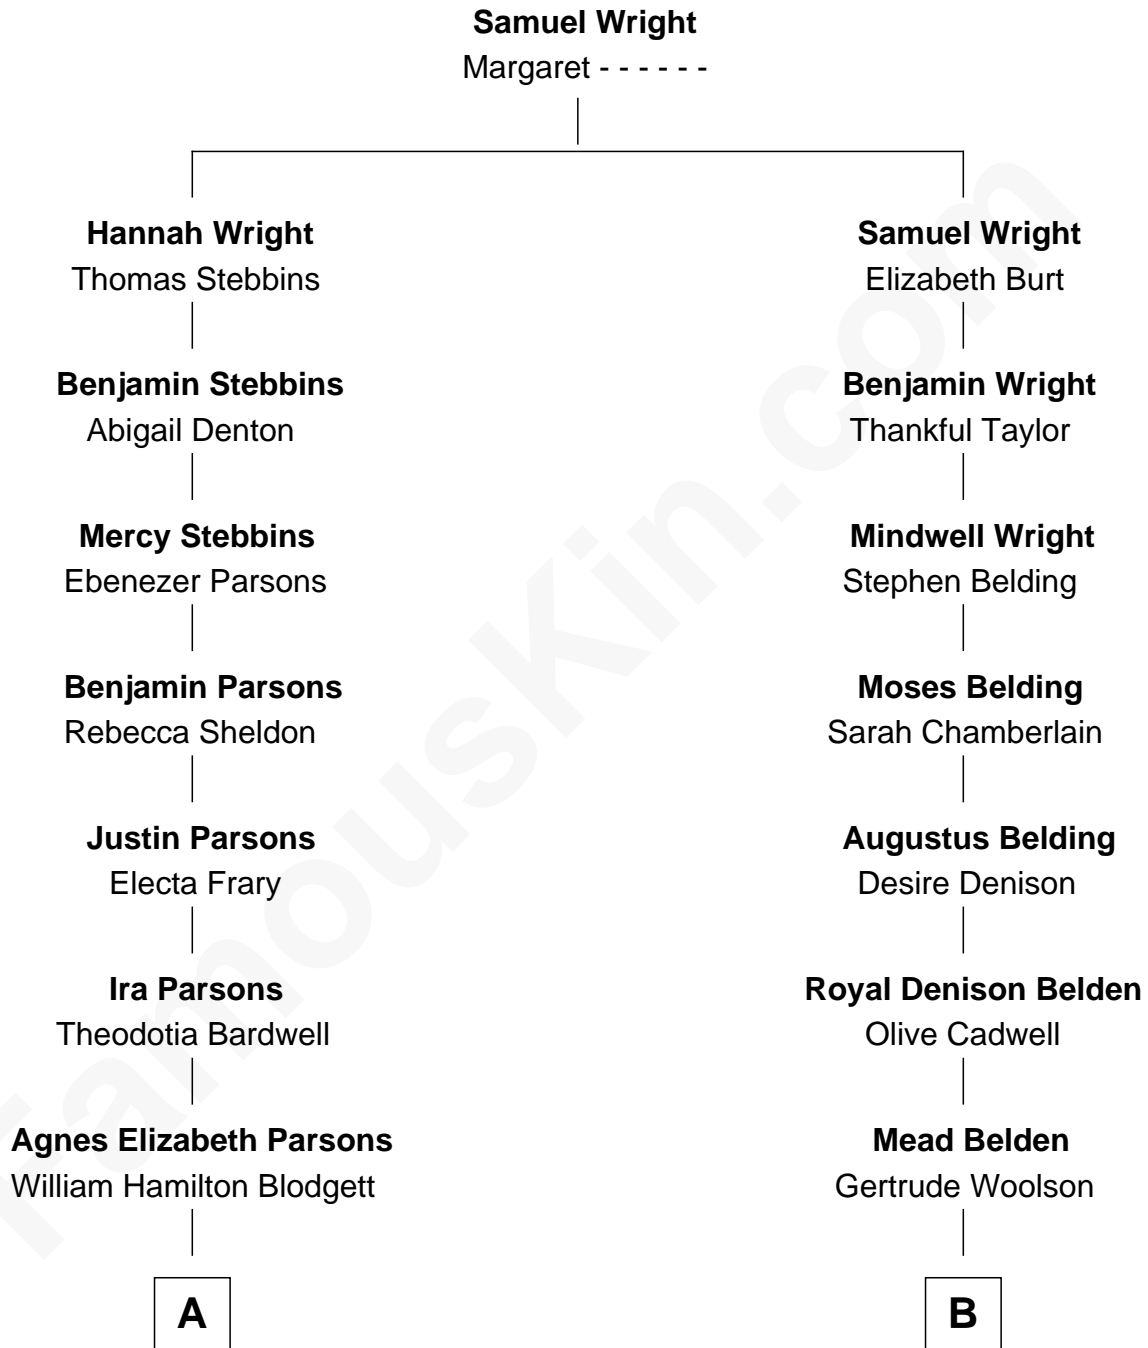 Samuel Wright
Margaret - - - - - -
Hannah Wright
Thomas Stebbins
Samuel Wright
Elizabeth Burt
Benjamin Stebbins
Abigail Denton
Benjamin Wright
Thankful Taylor
Mercy Stebbins
Ebenezer Parsons
Mindwell Wright
Stephen Belding
Benjamin Parsons
Rebecca Sheldon
Moses Belding
Sarah Chamberlain
Justin Parsons
Electa Frary
Augustus Belding
Desire Denison
Ira Parsons
Theodotia Bardwell
Royal Denison Belden
Olive Cadwell
Agnes Elizabeth Parsons
William Hamilton Blodgett
Mead Belden
Gertrude Woolson
A
B
FamousKin.com